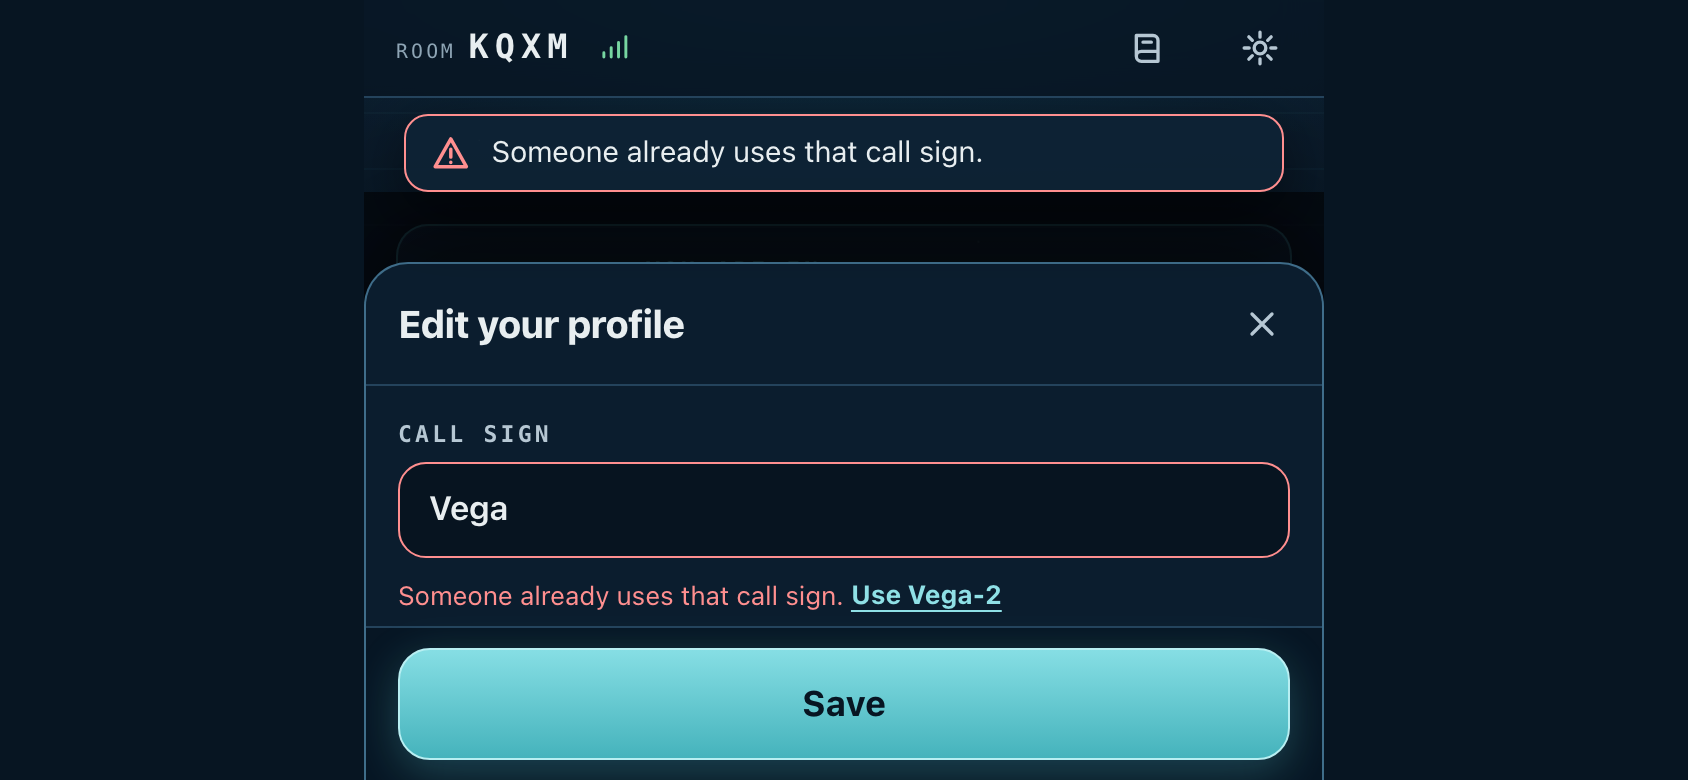 ROOM KQXM
Someone already uses that call sign.
Edit your profile
CALL SIGN
Vega
Someone already uses that call sign. Use Vega-2
Save